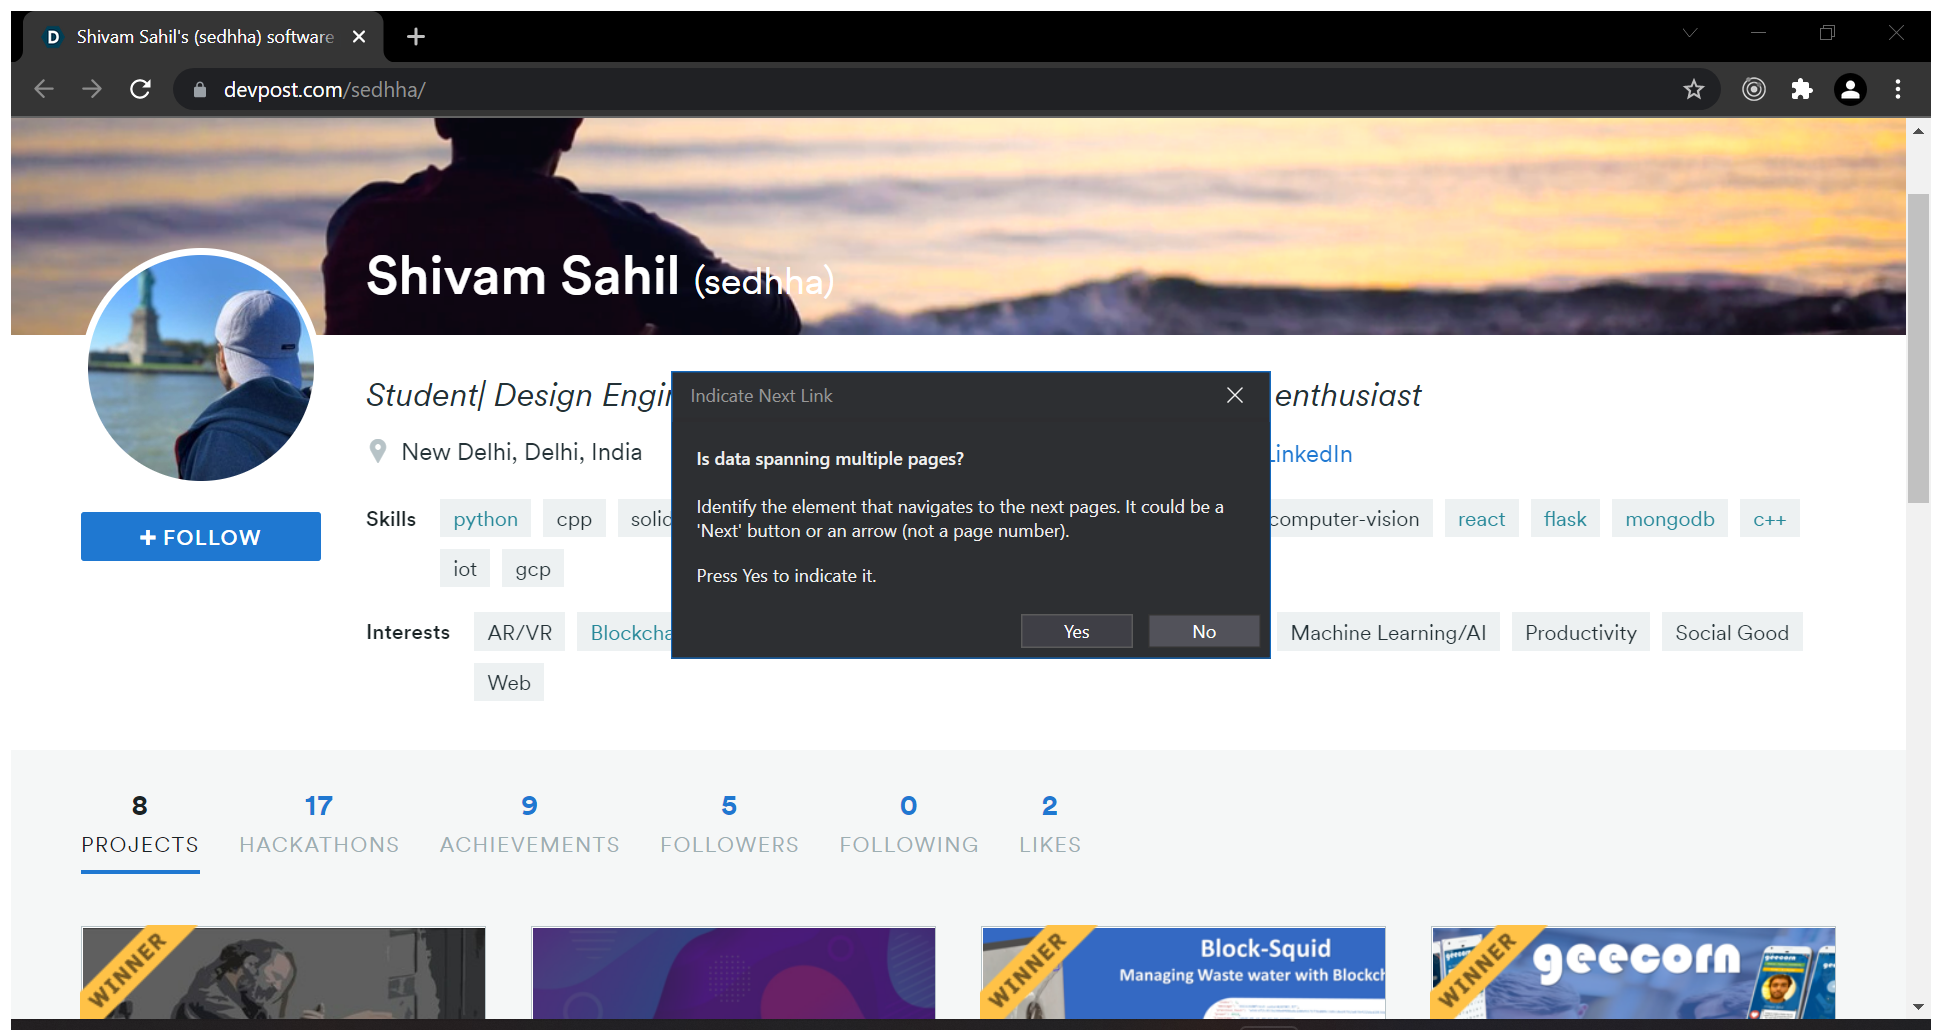 D Shivam Sahil's (sedhha) software
devpost.com/sedhha/
Shivam Sahil (sedhha)
Student| Design Engi
enthusiast
New Delhi, Delhi, India
LinkedIn
+ FOLLOW
Skills python cpp solid computer-vision react flask mongodb c++
iot gcp
Interests AR/VR Blockcha Machine Learning/AI Productivity Social Good
Web
Indicate Next Link
Is data spanning multiple pages?
Identify the element that navigates to the next pages. It could be a
'Next' button or an arrow (not a page number).
Press Yes to indicate it.
Yes No
8 17 9 5 0 2
PROJECTS HACKATHONS ACHIEVEMENTS FOLLOWERS FOLLOWING LIKES
WINNER
WINNER
Block-Squid
Managing Waste water with Blockch
WINNER
geecorn